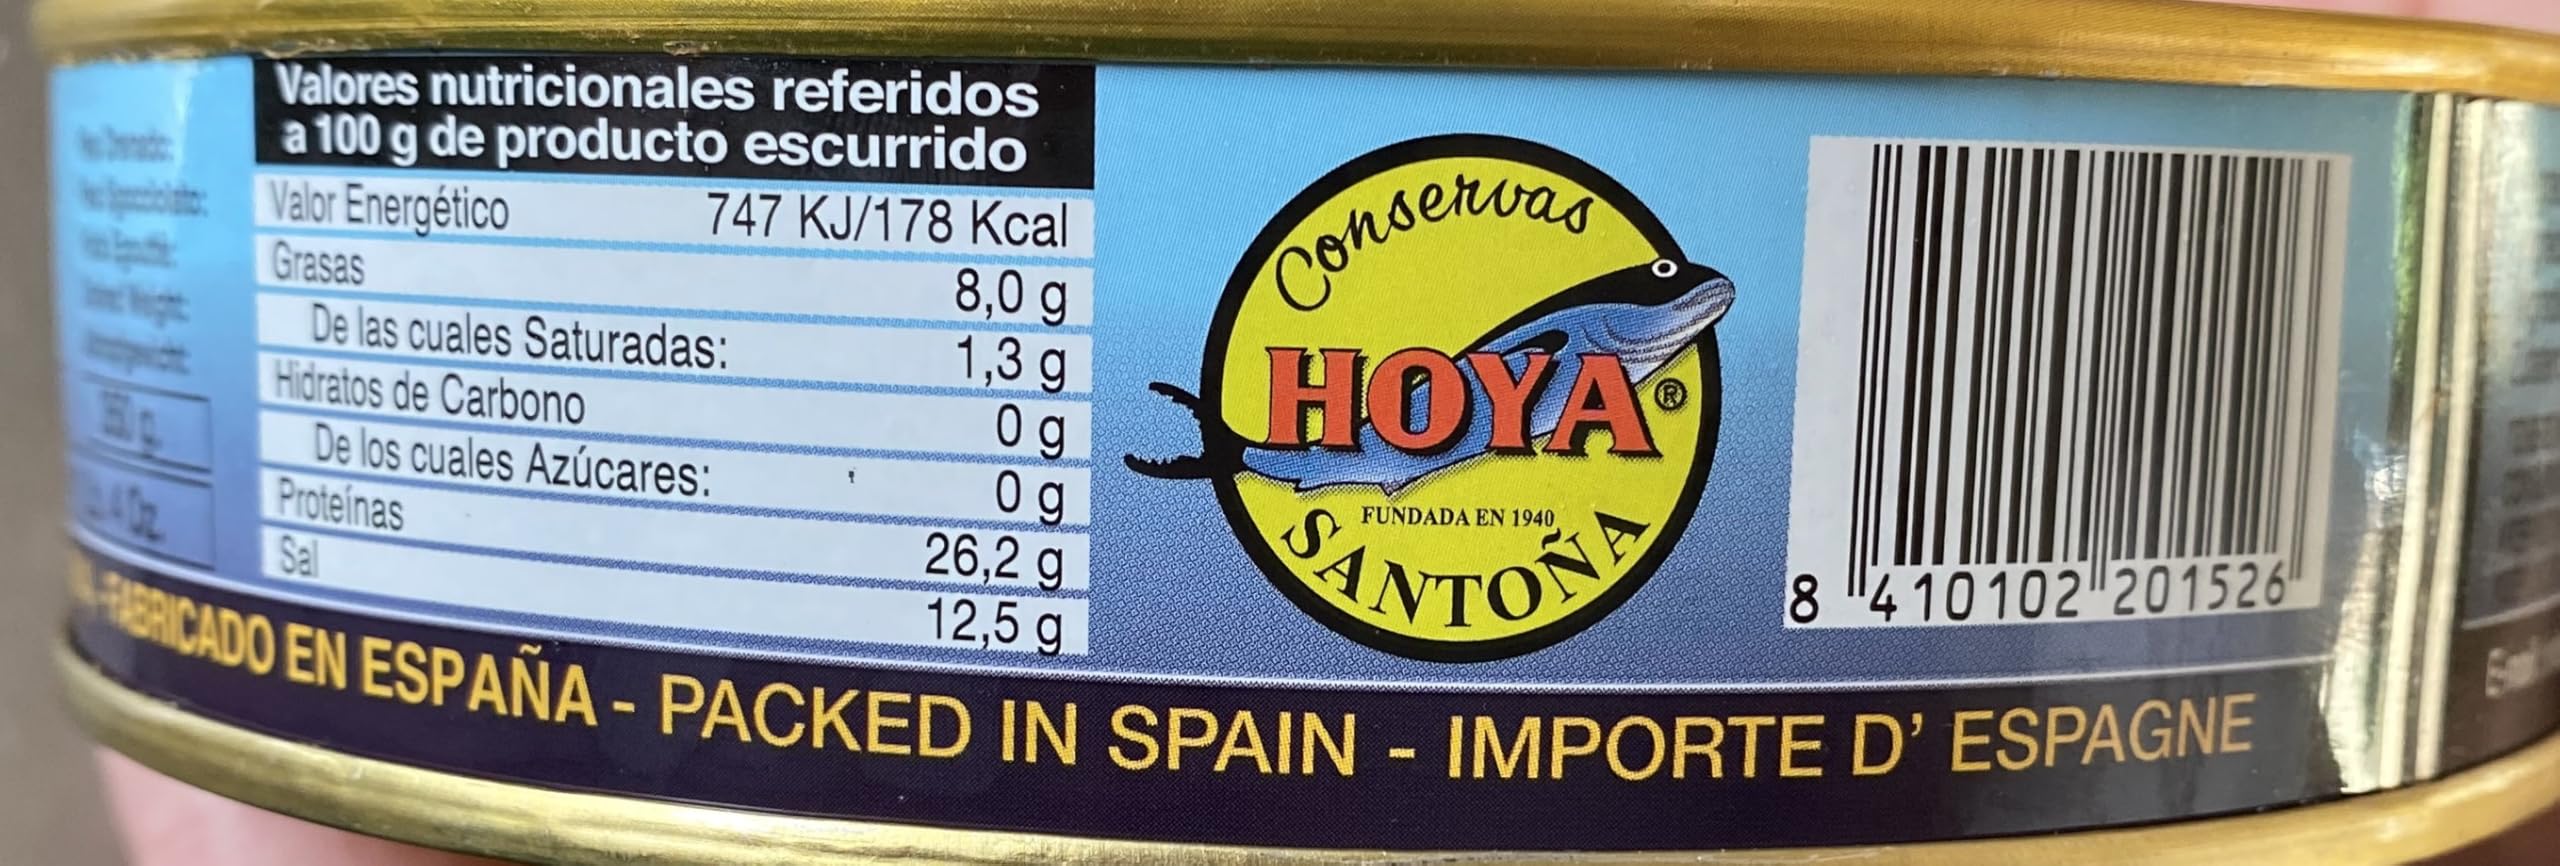 Valores nutricionales referidos
a 100 g de producto escurrido
Valor Energético 747 KJ/178 Kcal
Grasas 8,0 g
De las cuales Saturadas: 1,3 g
Hidratos de Carbono 0 g
De los cuales Azúcares: 0 g
Proteínas 26,2 g
Sal 12,5 g
Conservas
HOYA®
FUNDADA EN 1940
SANTOÑA
8 410102 201526
FABRICADO EN ESPAÑA - PACKED IN SPAIN - IMPORTE D' ESPAGNE